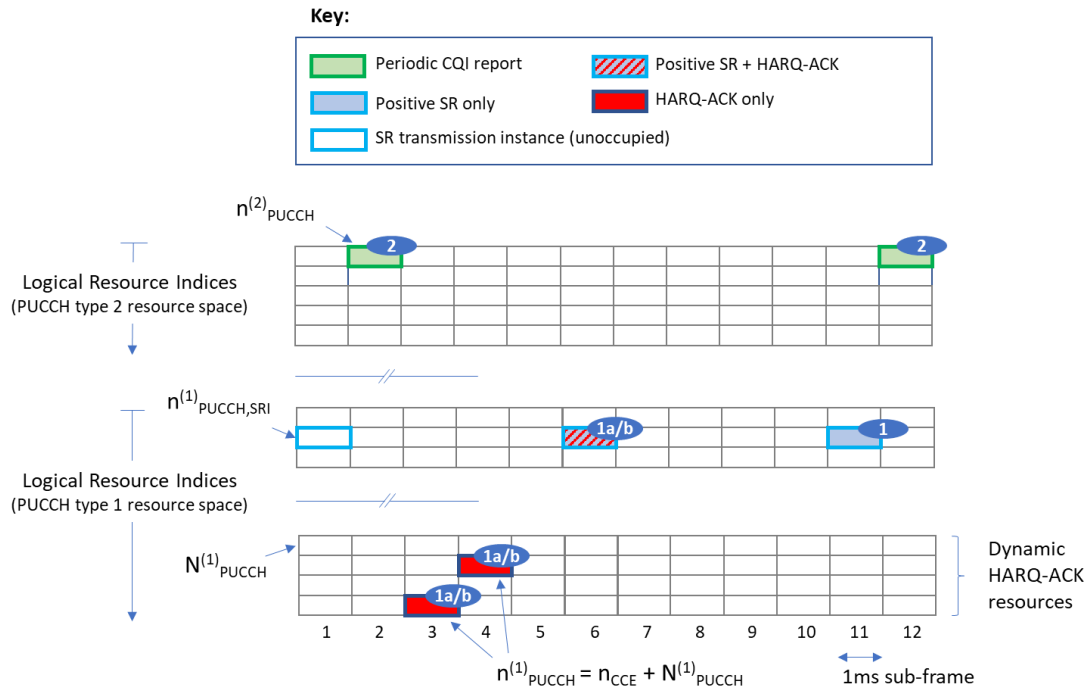 Key:
Periodic CQI report
Positive SR + HARQ-ACK
Positive SR only
HARQ-ACK only
SR transmission instance (unoccupied)
n(2)PUCCH
2
2
Logical Resource Indices
(PUCCH type 2 resource space)
n(1)PUCCH,SRI
1a/b
1
Logical Resource Indices
(PUCCH type 1 resource space)
N(1)PUCCH
1a/b
1a/b
Dynamic
HARQ-ACK
resources
1 2 3 4 5 6 7 8 9 10 11 12
n(1)PUCCH = nCCE + N(1)PUCCH
1ms sub-frame